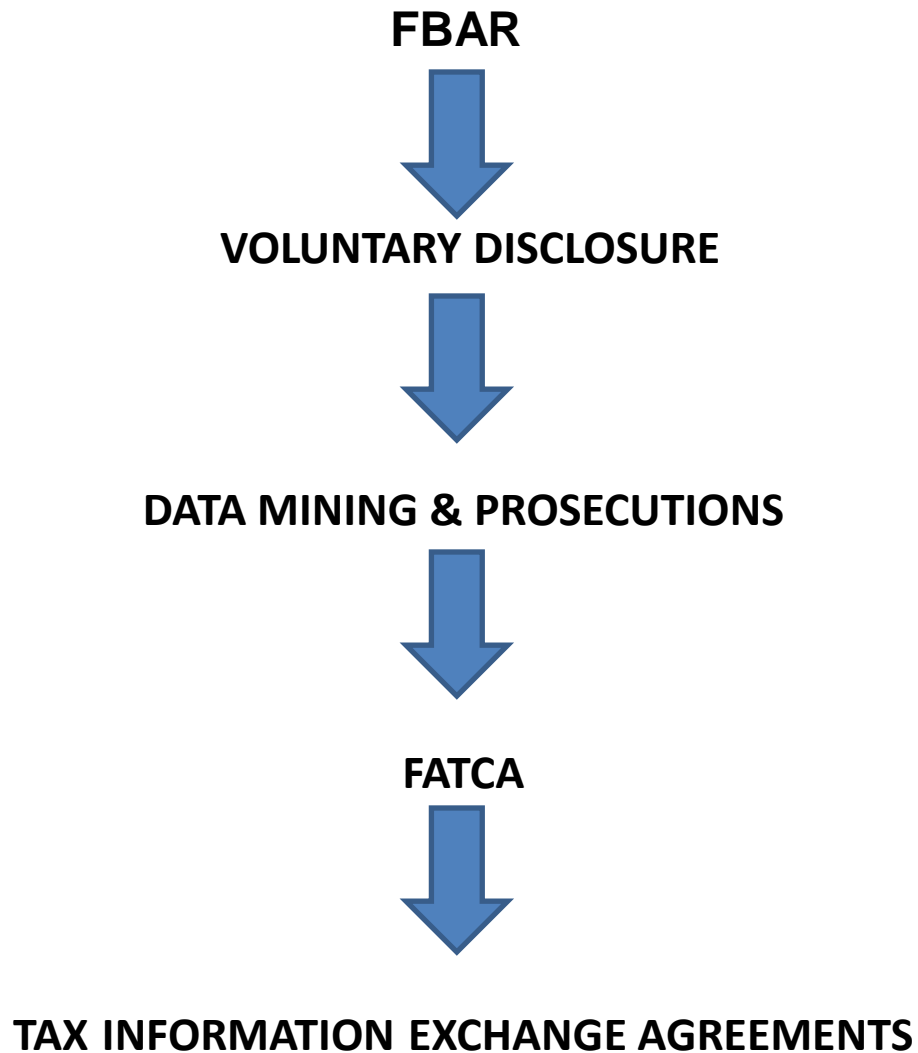 FBAR
VOLUNTARY DISCLOSURE
DATA MINING & PROSECUTIONS
FATCA
TAX INFORMATION EXCHANGE AGREEMENTS